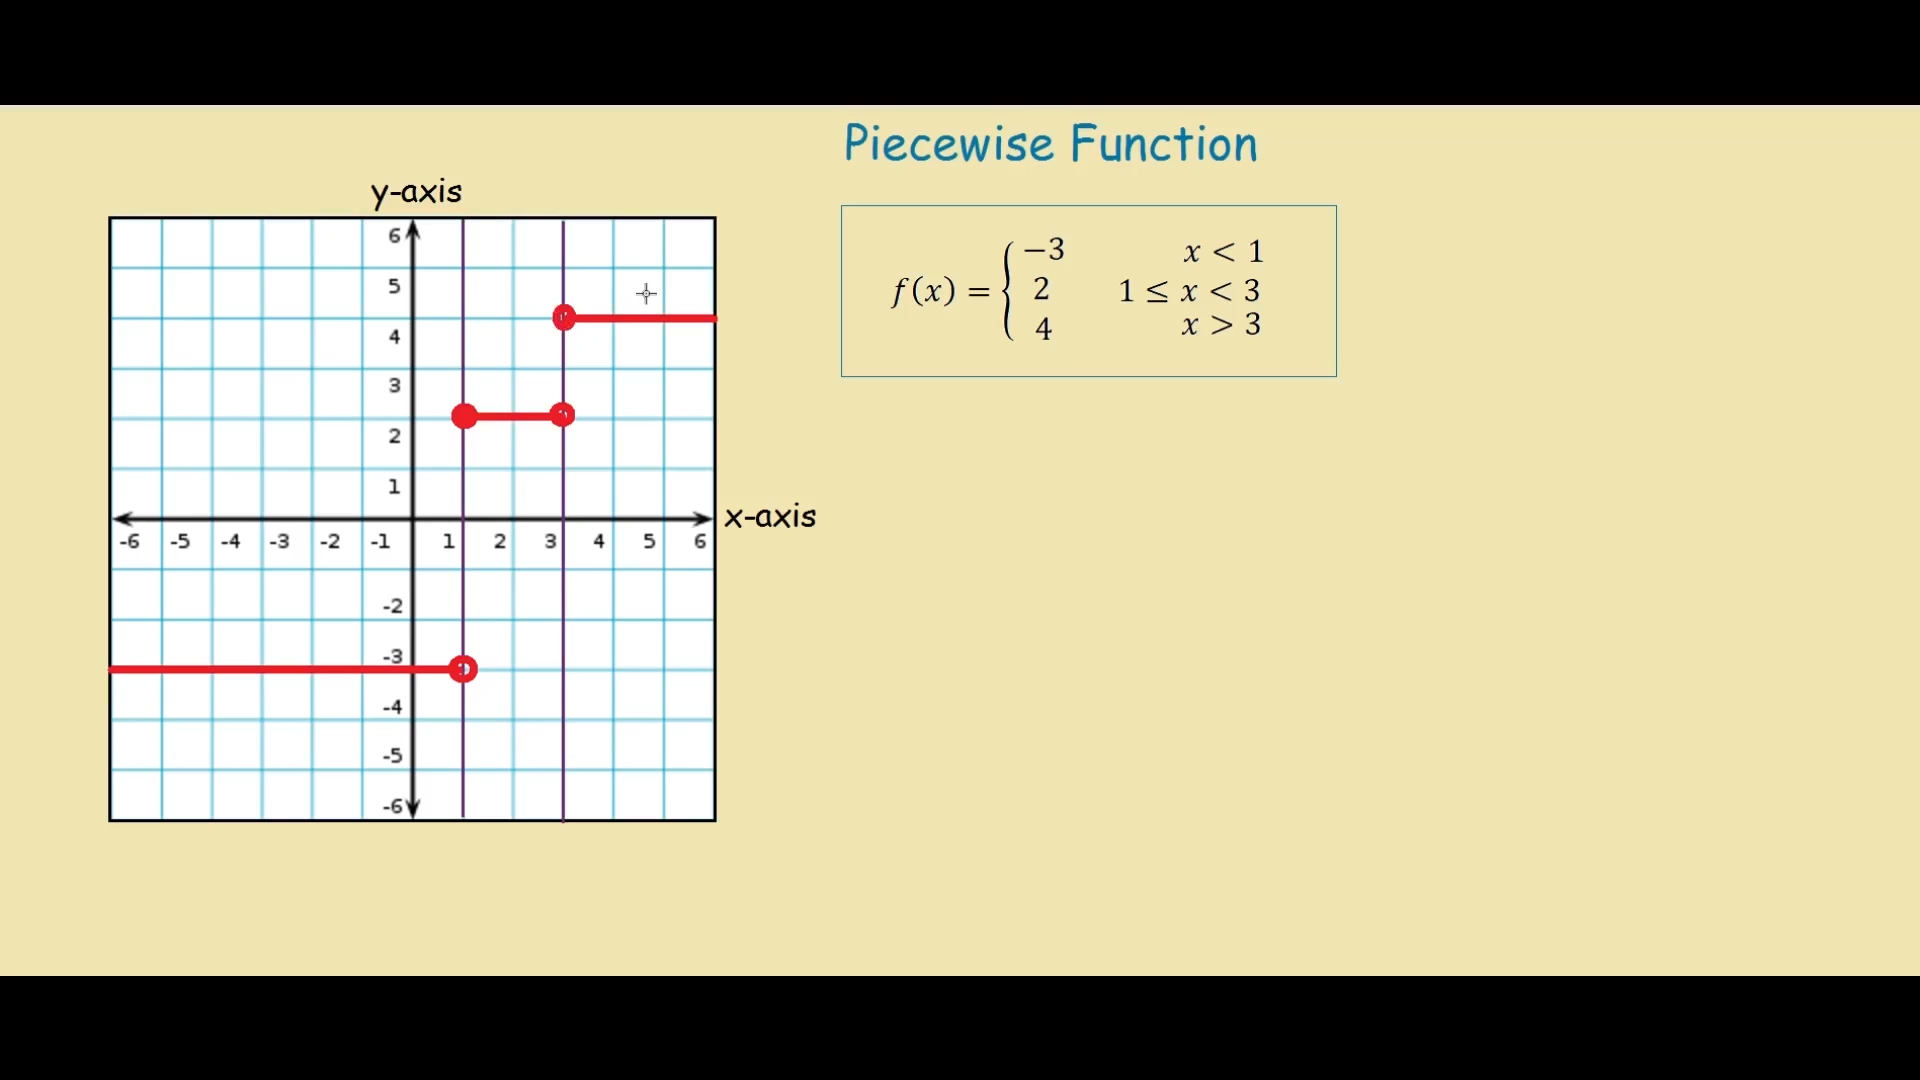 Piecewise Function
y-axis
6
5
4
3
2
1
x-axis
-6 -5 -4 -3 -2 -1 1 2 3 4 5 6
-2
-3
-4
-5
-6
−3 x < 1
f(x) = { 2 1 ≤ x < 3
4 x > 3